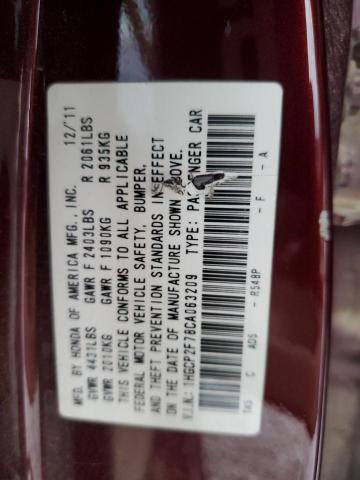 MFD. BY HONDA OF AMERICA MFG., INC. 12/'11
GVWR 4431LBS GAWR F 2403LBS R 2061LBS
GVWR 2010KG GAWR F 1090KG R 935KG
THIS VEHICLE CONFORMS TO ALL APPLICABLE
FEDERAL MOTOR VEHICLE SAFETY, BUMPER,
AND THEFT PREVENTION STANDARDS IN EFFECT
ON THE DATE OF MANUFACTURE SHOWN ABOVE.
V.I.N.: 1HGCP2F78CA063209 TYPE: PASSENGER CAR
TA5 C AD5 - R548P - F - A